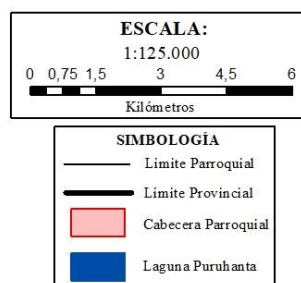 ESCALA:
1:125.000
0 0,75 1,5 3 4,5 6
Kilómetros
SIMBOLOGÍA
Límite Parroquial
Límite Provincial
Cabecera Parroquial
Laguna Puruhanta